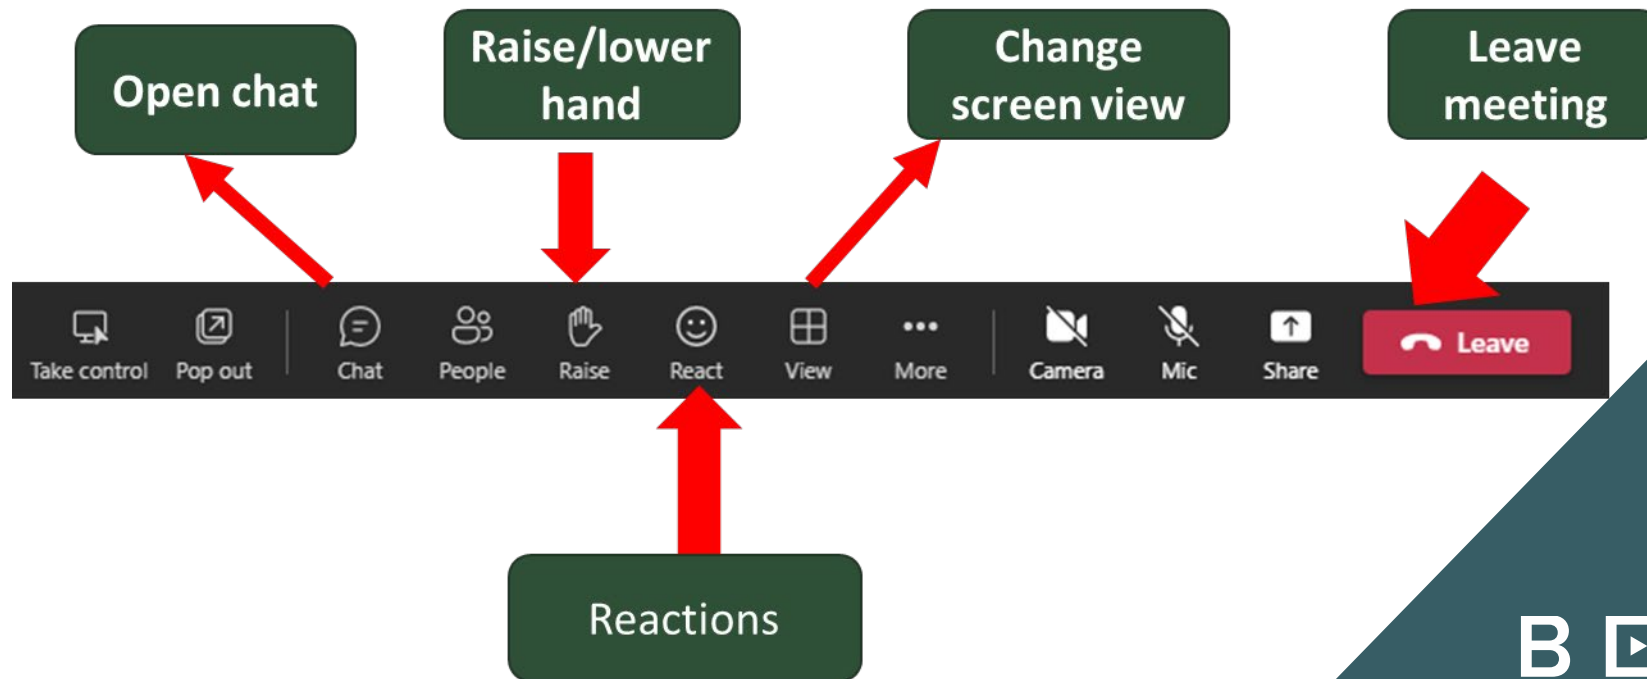 Open chat
Raise/lower
hand
Change
screen view
Leave
meeting
Take control
Pop out
Chat
People
Raise
React
View
More
Camera
Mic
Share
Leave
Reactions
B